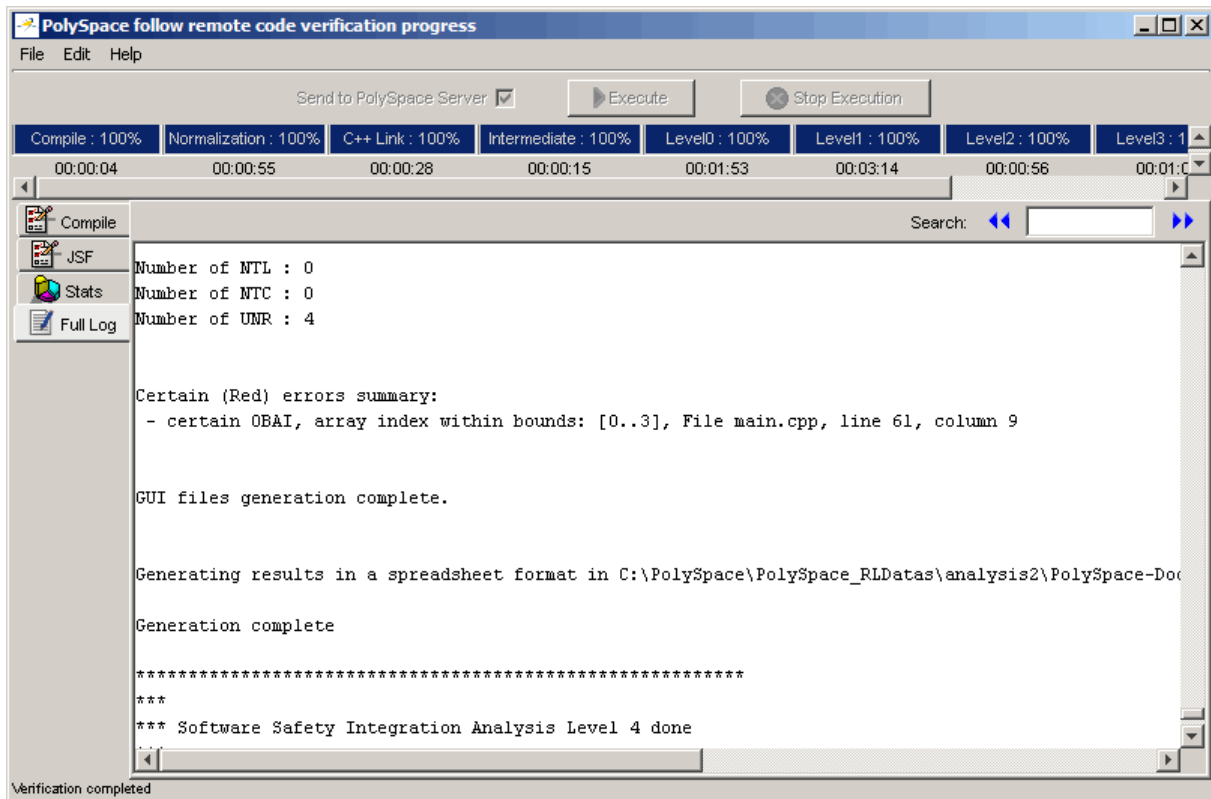 PolySpace follow remote code verification progress
File Edit Help
Send to PolySpace Server Execute Stop Execution
Compile : 100% Normalization : 100% C++ Link : 100% Intermediate : 100% Level0 : 100% Level1 : 100% Level2 : 100% Level3 : 1
00:00:04 00:00:55 00:00:28 00:00:15 00:01:53 00:03:14 00:00:56 00:01:0
Compile
Search:
JSF
Stats
Full Log
Number of NTL : 0
Number of NTC : 0
Number of UNR : 4
Certain (Red) errors summary:
- certain OBAI, array index within bounds: [0..3], File main.cpp, line 61, column 9
GUI files generation complete.
Generating results in a spreadsheet format in C:\PolySpace\PolySpace_RLDatas\analysis2\PolySpace-Doc
Generation complete
*********************************************************
***
*** Software Safety Integration Analysis Level 4 done
***
Verification completed